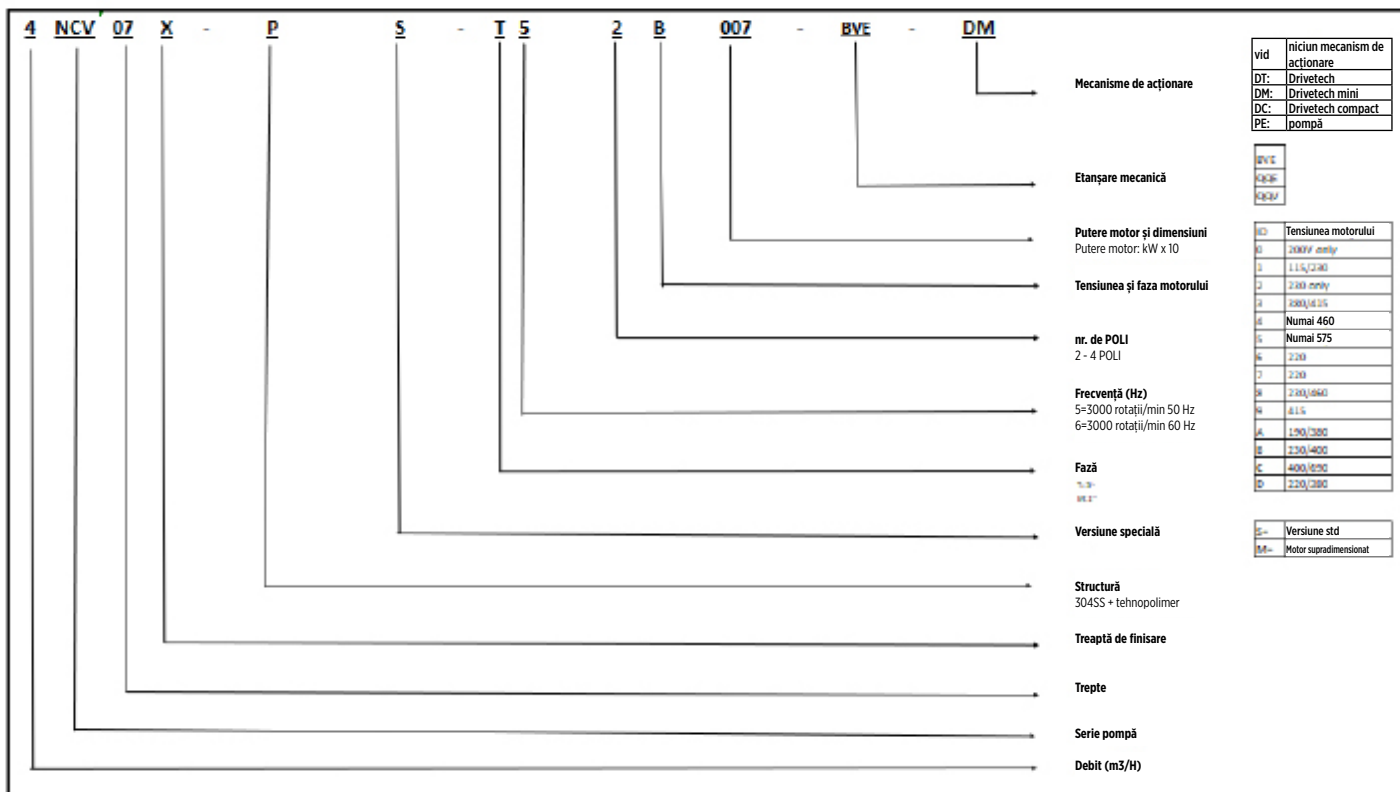 4 NCV 07 X - P S - T 5 2 B 007 - BVE - DM
Mecanisme de acționare
vid niciun mecanism de
acționare
DT: Drivetech
DM: Drivetech mini
DC: Drivetech compact
PE: pompă
Etanșare mecanică
BVE
QQE
QQV
Putere motor și dimensiuni
Putere motor: kW x 10
Tensiunea și faza motorului
ID Tensiunea motorului
0 200V only
1 115/230
2 230 only
3 380/415
4 Numai 460
5 Numai 575
6 220
7 220
8 230/460
9 415
A 190/380
B 230/400
C 400/690
D 220/380
nr. de POLI
2 - 4 POLI
Frecvență (Hz)
5=3000 rotații/min 50 Hz
6=3000 rotații/min 60 Hz
Fază
Versiune specială
S= Versiune std
M= Motor supradimensionat
Structură
304SS + tehnopolimer
Treaptă de finisare
Trepte
Serie pompă
Debit (m3/H)